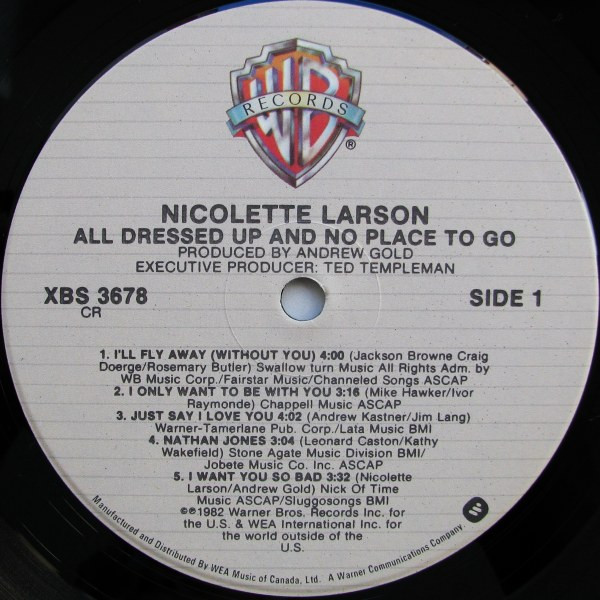 WB
RECORDS
®
NICOLETTE LARSON
ALL DRESSED UP AND NO PLACE TO GO
PRODUCED BY ANDREW GOLD
EXECUTIVE PRODUCER: TED TEMPLEMAN
XBS 3678
CR
SIDE 1
1. I'LL FLY AWAY (WITHOUT YOU) 4:00 (Jackson Browne Craig
Doerge/Rosemary Butler) Swallow turn Music All Rights Adm. by
WB Music Corp./Fairstar Music/Channeled Songs ASCAP
2. I ONLY WANT TO BE WITH YOU 3:16 (Mike Hawker/Ivor
Raymonde) Chappell Music ASCAP
3. JUST SAY I LOVE YOU 4:02 (Andrew Kastner/Jim Lang)
Warner-Tamerlane Pub. Corp./Lata Music BMI
4. NATHAN JONES 3:04 (Leonard Caston/Kathy
Wakefield) Stone Agate Music Division BMI/
Jobete Music Co. Inc. ASCAP
5. I WANT YOU SO BAD 3:32 (Nicolette
Larson/Andrew Gold) Nick Of Time
Music ASCAP/Sluggosongs BMI
©℗1982 Warner Bros. Records Inc. for
the U.S. & WEA International Inc. for
the world outside of the
U.S.
Manufactured and Distributed By WEA Music of Canada, Ltd. A Warner Communications Company.